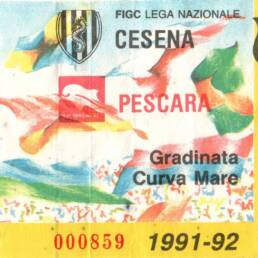 FIGC LEGA NAZIONALE
CESENA
PESCARA
Gradinata
Curva Mare
000859 1991-92